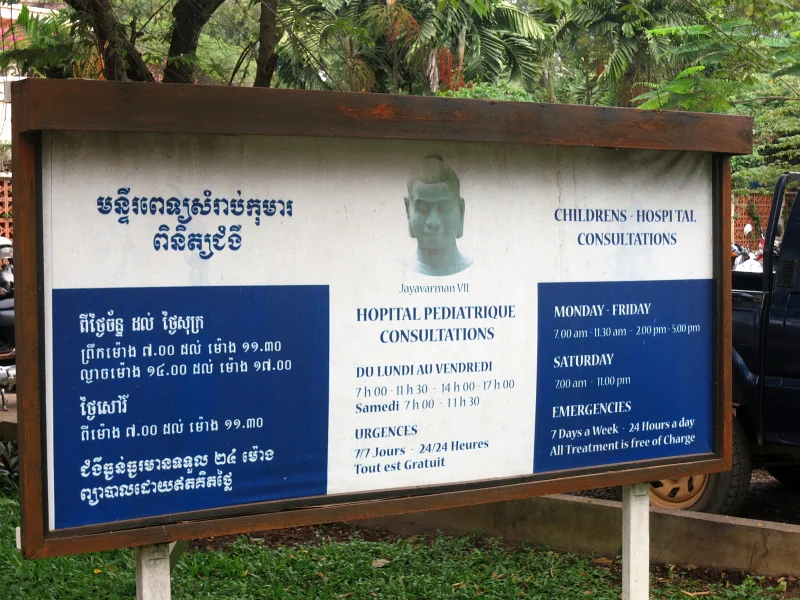 មន្ទីរពេទ្យសំរាប់កុមារ
ពិនិត្យជំងឺ
ពីថ្ងៃច័ន្ទ ដល់ ថ្ងៃសុក្រ
ព្រឹកម៉ោង ៧.០០ ដល់ ម៉ោង ១១.៣០
ល្ងាចម៉ោង ១៤.០០ ដល់ ម៉ោង ១៧.០០
ថ្ងៃសៅរ៍
ពីម៉ោង ៧.០០ ដល់ ម៉ោង ១១.៣០
ជំងឺធ្ងន់ធ្ងរមានទទួល ២៤ ម៉ោង
ព្យាបាលដោយឥតគិតថ្លៃ
Jayavarman VII
HOPITAL PEDIATRIQUE
CONSULTATIONS
DU LUNDI AU VENDREDI
7 h 00 - 11 h 30 - 14 h 00 - 17 h 00
Samedi 7 h 00 - 11 h 30
URGENCES
7/7 Jours - 24/24 Heures
Tout est Gratuit
CHILDRENS - HOSPITAL
CONSULTATIONS
MONDAY - FRIDAY
7.00 am - 11.30 am - 2.00 pm - 5.00 pm
SATURDAY
7.00 am - 11.00 pm
EMERGENCIES
7 Days a Week - 24 Hours a day
All Treatment is free of Charge